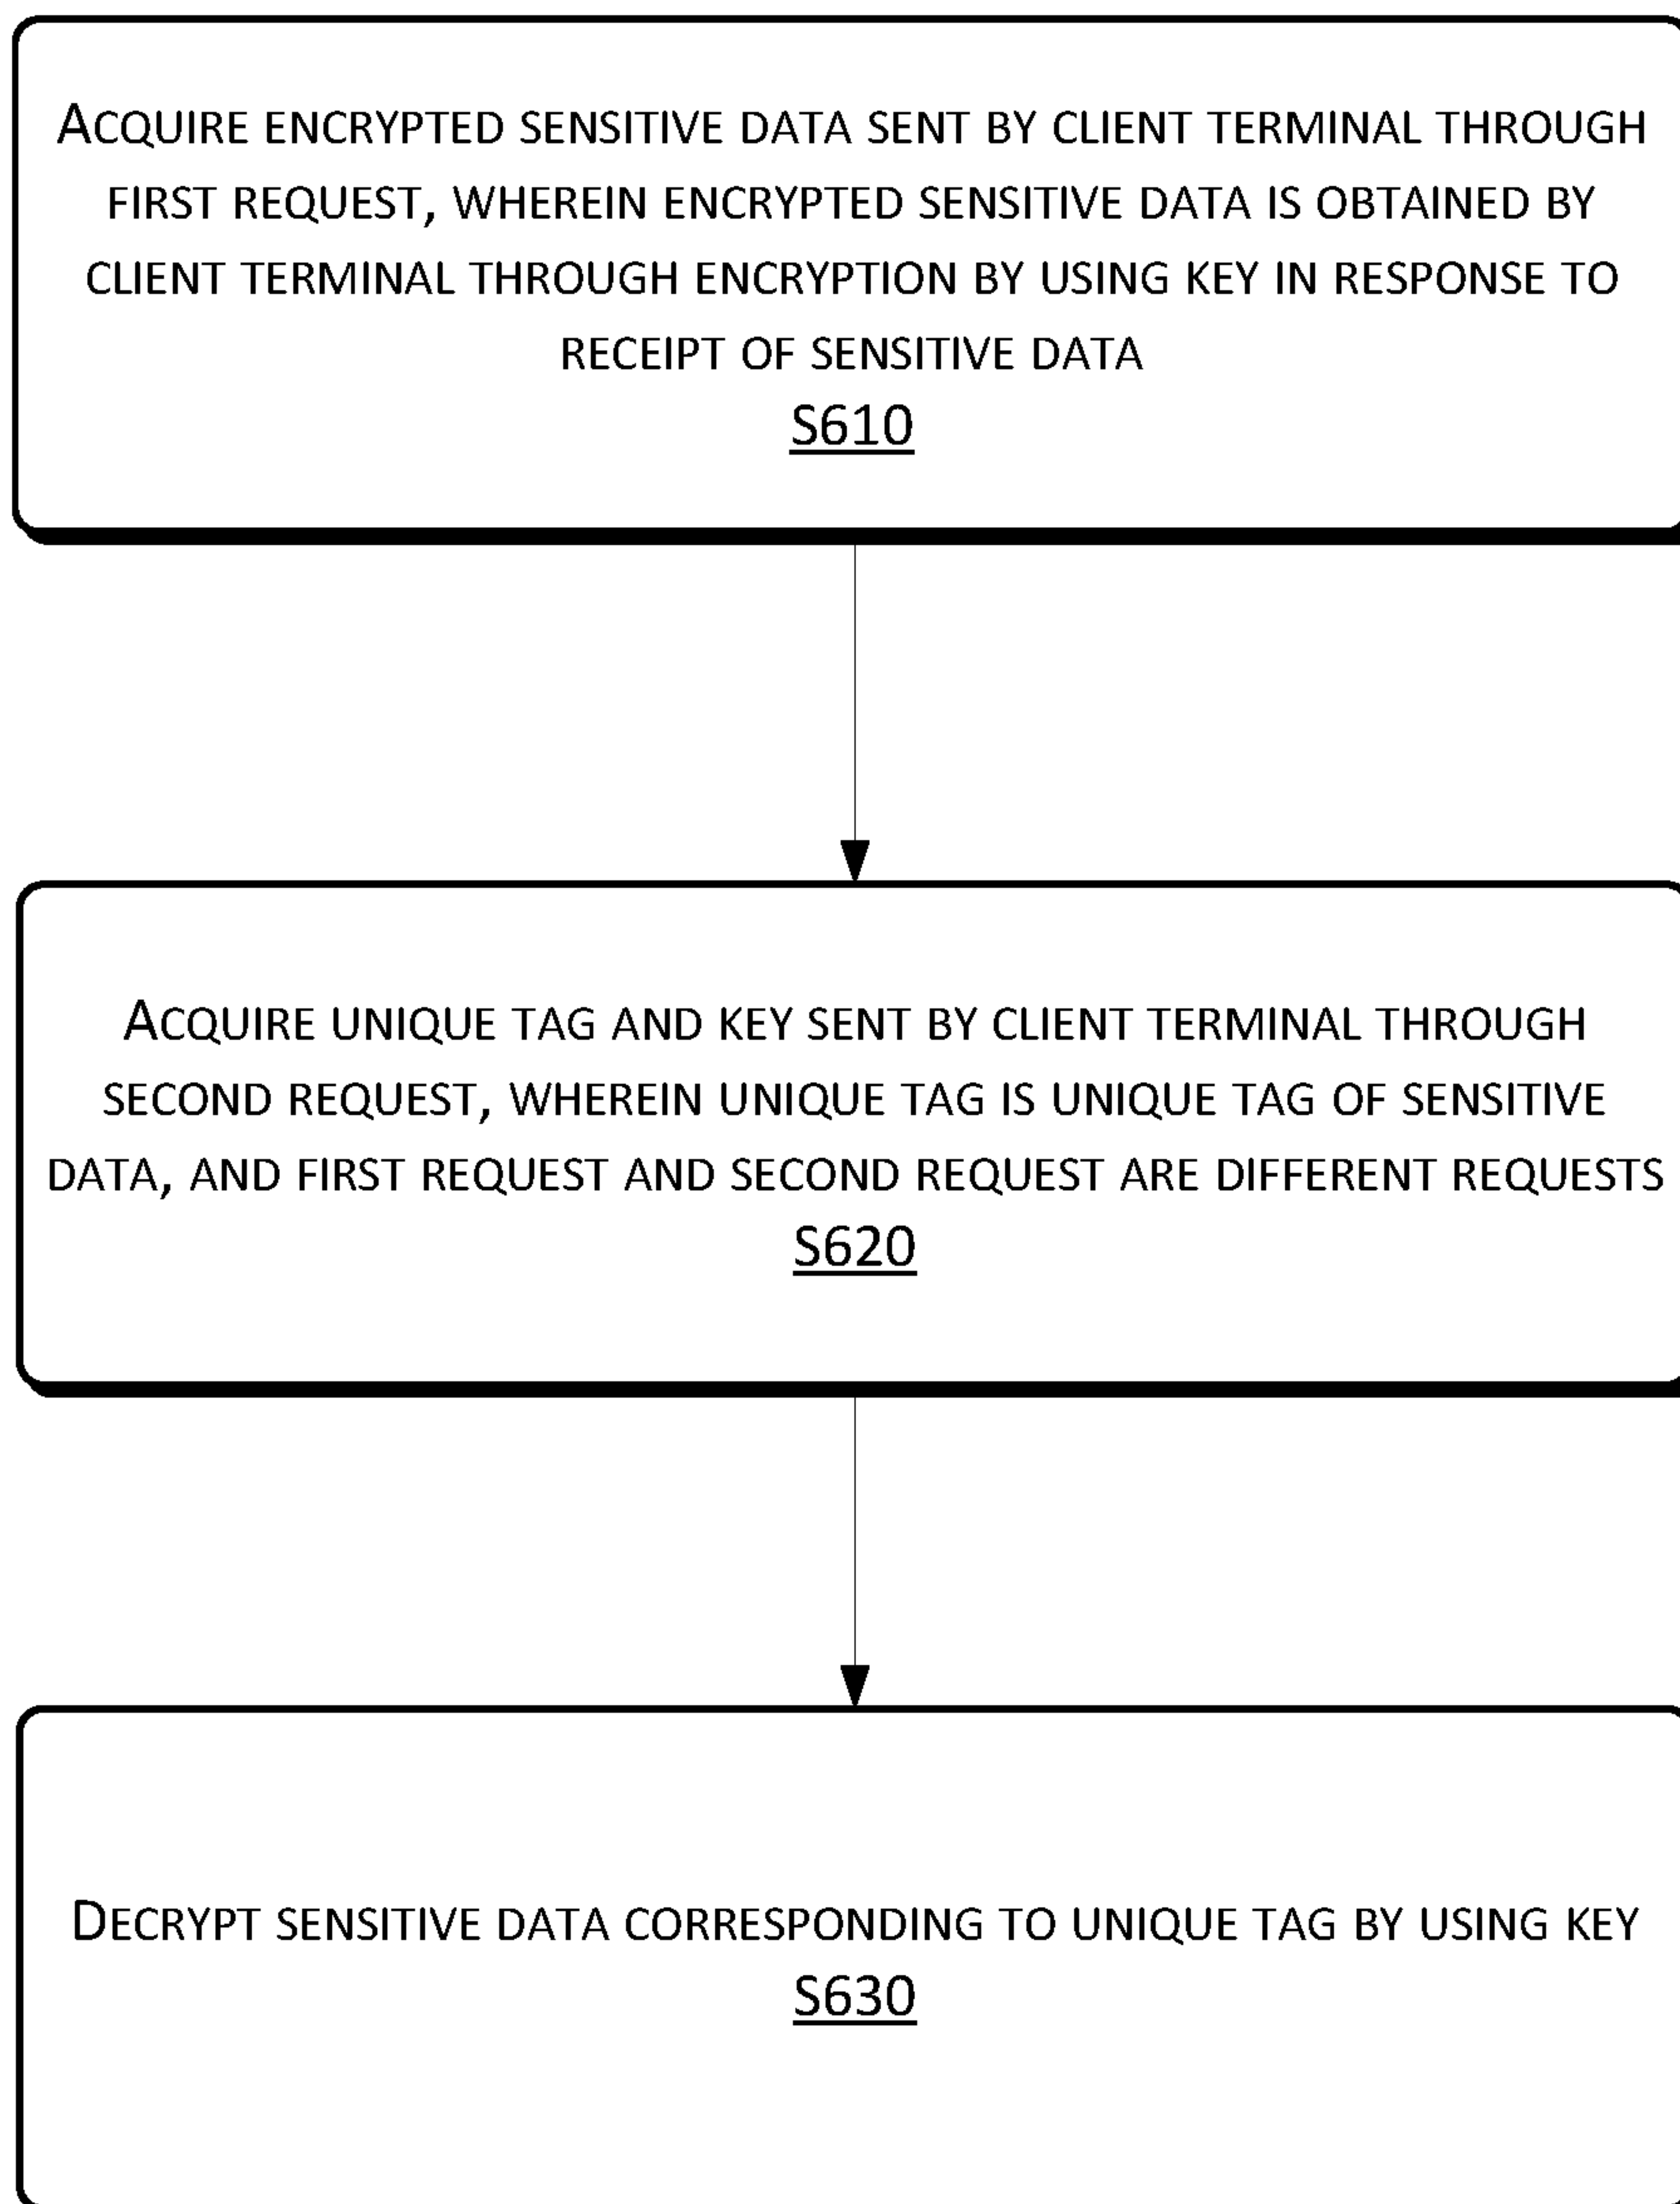 ACQUIRE ENCRYPTED SENSITIVE DATA SENT BY CLIENT TERMINAL THROUGH
FIRST REQUEST, WHEREIN ENCRYPTED SENSITIVE DATA IS OBTAINED BY
CLIENT TERMINAL THROUGH ENCRYPTION BY USING KEY IN RESPONSE TO
RECEIPT OF SENSITIVE DATA
S610
ACQUIRE UNIQUE TAG AND KEY SENT BY CLIENT TERMINAL THROUGH
SECOND REQUEST, WHEREIN UNIQUE TAG IS UNIQUE TAG OF SENSITIVE
DATA, AND FIRST REQUEST AND SECOND REQUEST ARE DIFFERENT REQUESTS
S620
DECRYPT SENSITIVE DATA CORRESPONDING TO UNIQUE TAG BY USING KEY
S630